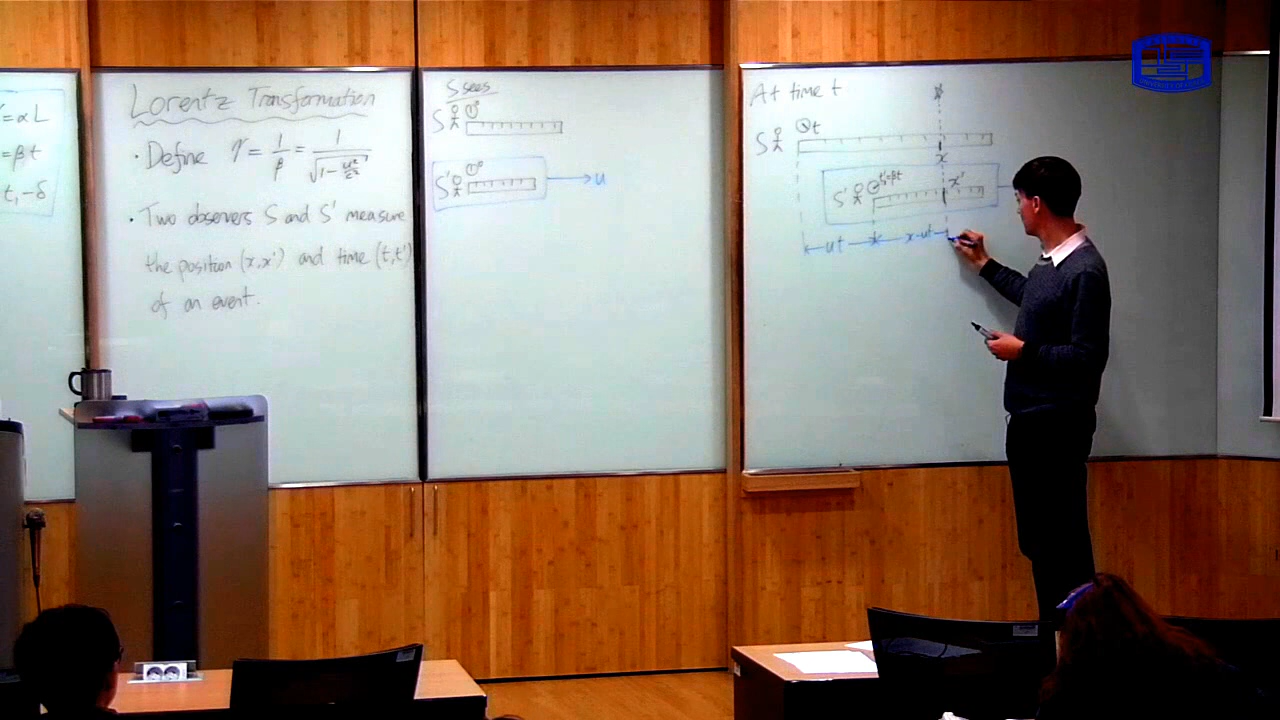 = αL
= βt
t, - δ
Lorentz Transformation
· Define γ = 1/β = 1/√(1 - u²/c²)
· Two observers S and S' measure
the position (x,x') and time (t,t')
of an event.
S sees
S
S'
u
At time t
S
t
x
S'
x'
ut
x-ut